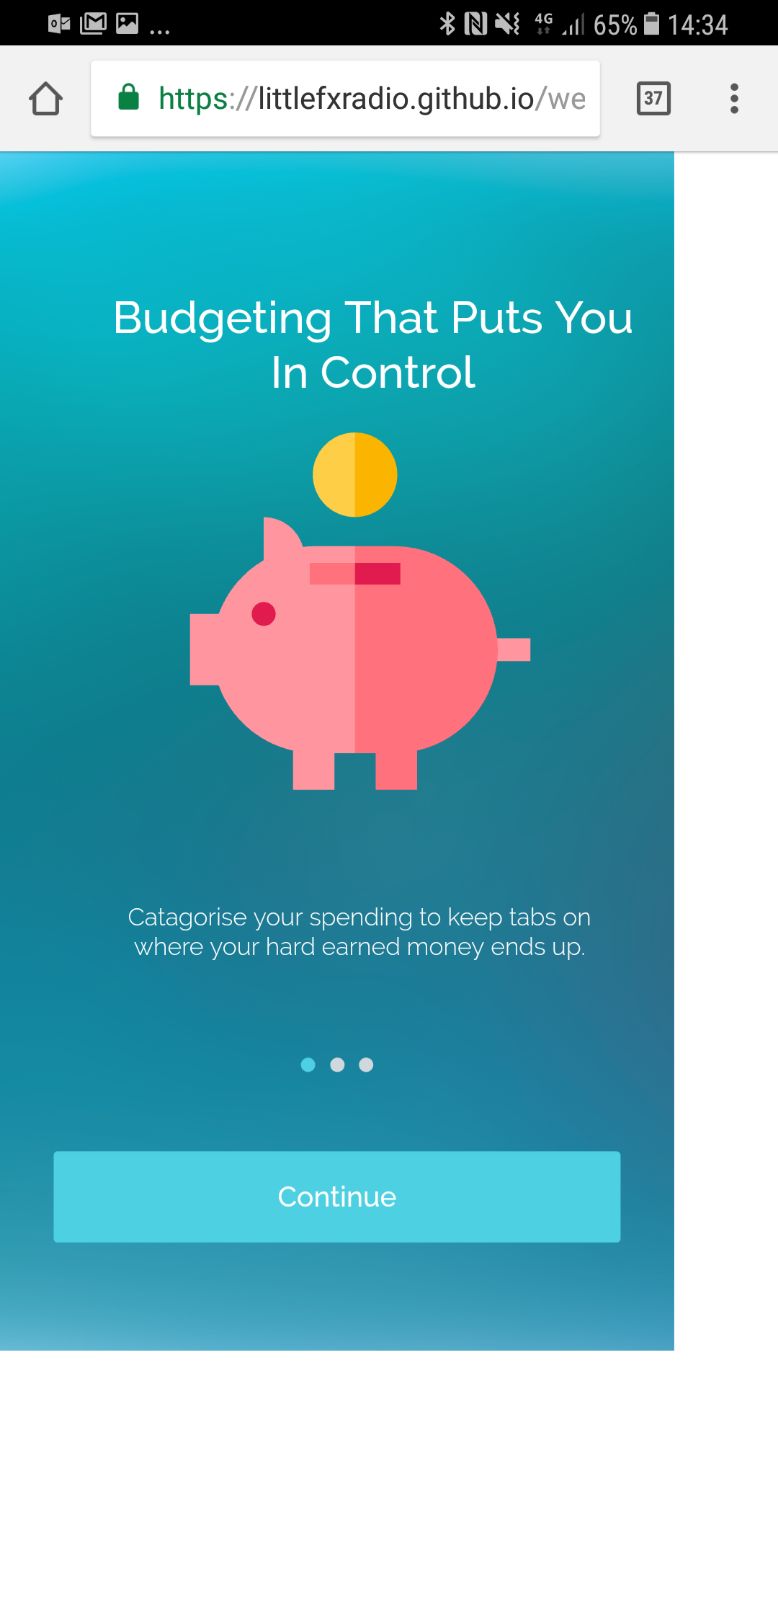 4G 65% 14:34
https://littlefxradio.github.io/we
37
Budgeting That Puts You
In Control
Catagorise your spending to keep tabs on
where your hard earned money ends up.
Continue